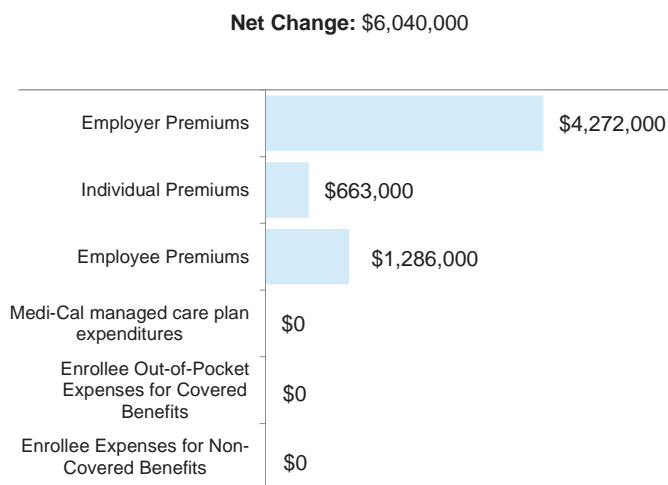 Net Change: $6,040,000
Employer Premiums
$4,272,000
Individual Premiums
$663,000
Employee Premiums
$1,286,000
Medi-Cal managed care plan
expenditures
$0
Enrollee Out-of-Pocket
Expenses for Covered
Benefits
$0
Enrollee Expenses for Non-
Covered Benefits
$0